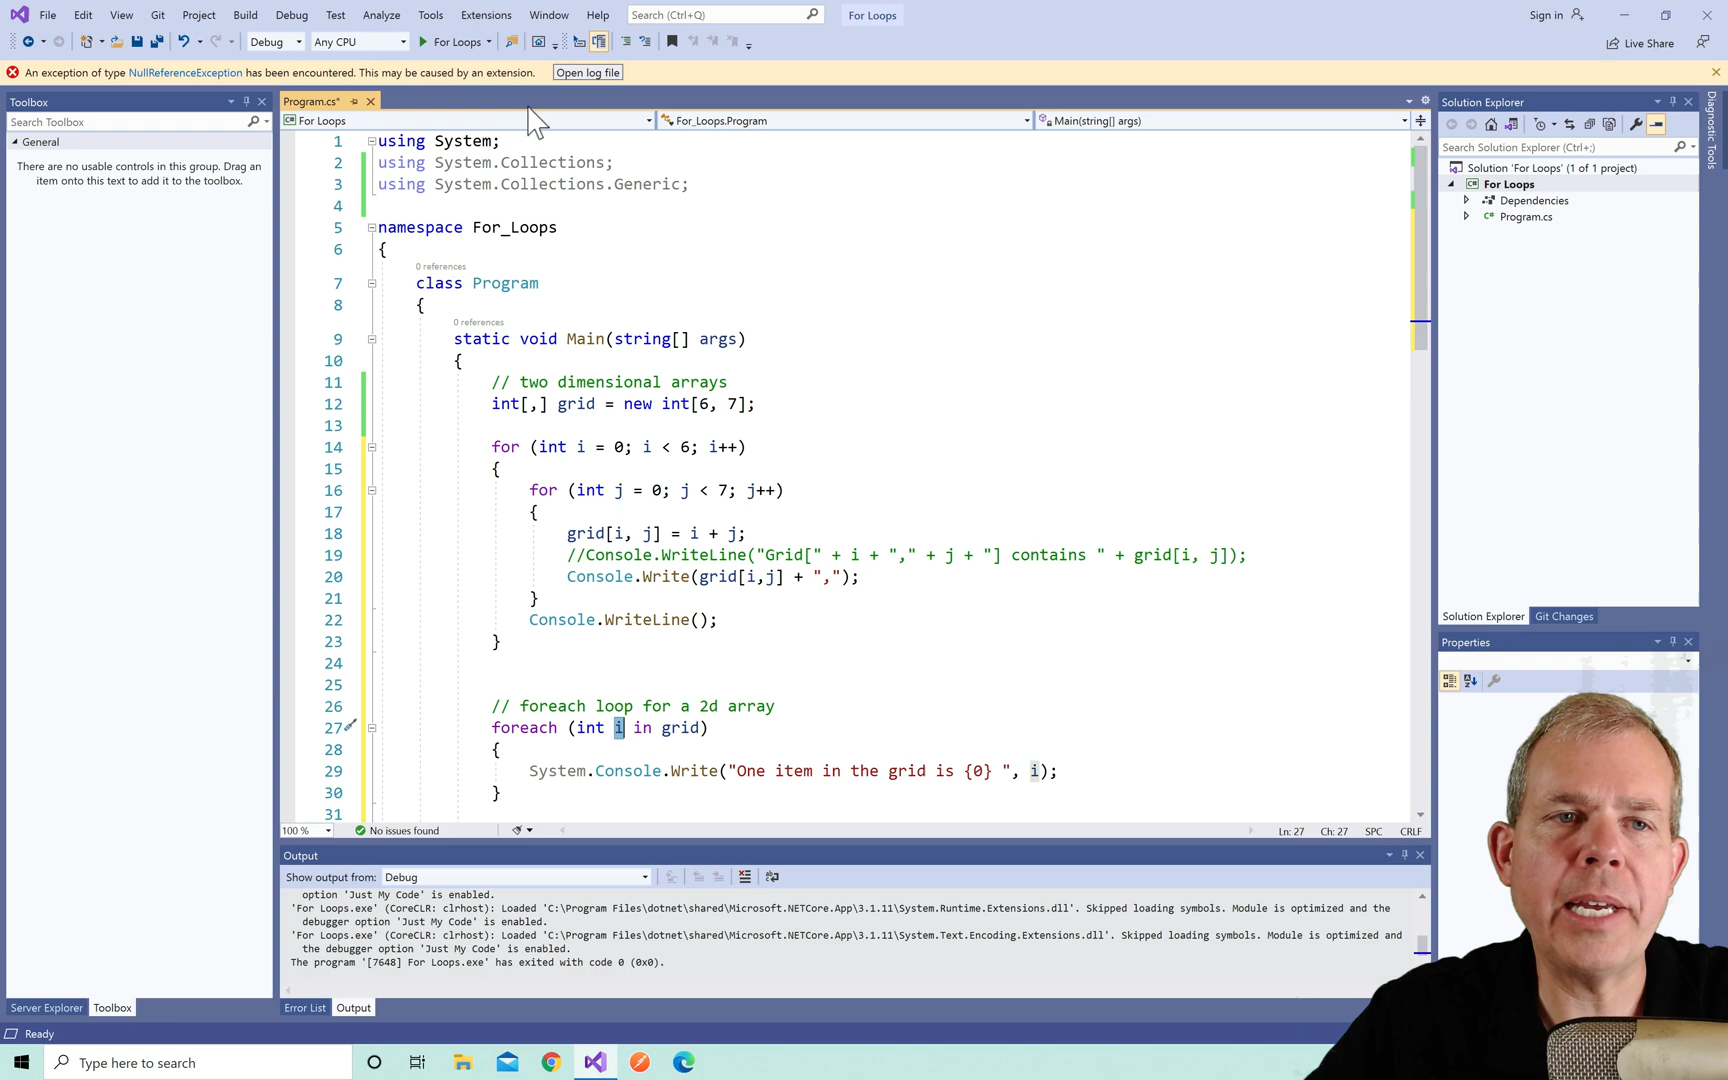 File Edit View Git Project Build Debug Test Analyze Tools Extensions Window Help Search (Ctrl+Q) For Loops Sign in
Debug Any CPU For Loops Live Share
An exception of type NullReferenceException has been encountered. This may be caused by an extension. Open log file
Toolbox
Search Toolbox
General
There are no usable controls in this group. Drag an
item onto this text to add it to the toolbox.
Program.cs*
For Loops For_Loops.Program Main(string[] args)
1 using System;
2 using System.Collections;
3 using System.Collections.Generic;
4
5 namespace For_Loops
6 {
0 references
7 class Program
8 {
0 references
9 static void Main(string[] args)
10 {
11 // two dimensional arrays
12 int[,] grid = new int[6, 7];
13
14 for (int i = 0; i < 6; i++)
15 {
16 for (int j = 0; j < 7; j++)
17 {
18 grid[i, j] = i + j;
19 //Console.WriteLine("Grid[" + i + "," + j + "] contains " + grid[i, j]);
20 Console.Write(grid[i,j] + ",");
21 }
22 Console.WriteLine();
23 }
24
25
26 // foreach loop for a 2d array
27 foreach (int i in grid)
28 {
29 System.Console.Write("One item in the grid is {0} ", i);
30 }
31
100 % No issues found Ln: 27 Ch: 27 SPC CRLF
Output
Show output from: Debug
option 'Just My Code' is enabled.
'For Loops.exe' (CoreCLR: clrhost): Loaded 'C:\Program Files\dotnet\shared\Microsoft.NETCore.App\3.1.11\System.Runtime.Extensions.dll'. Skipped loading symbols. Module is optimized and the
debugger option 'Just My Code' is enabled.
'For Loops.exe' (CoreCLR: clrhost): Loaded 'C:\Program Files\dotnet\shared\Microsoft.NETCore.App\3.1.11\System.Text.Encoding.Extensions.dll'. Skipped loading symbols. Module is optimized and
the debugger option 'Just My Code' is enabled.
The program '[7648] For Loops.exe' has exited with code 0 (0x0).
Server Explorer Toolbox
Error List Output
Solution Explorer
Search Solution Explorer (Ctrl+;)
Solution 'For Loops' (1 of 1 project)
For Loops
Dependencies
Program.cs
Solution Explorer Git Changes
Properties
Diagnostic Tools
Ready
Type here to search